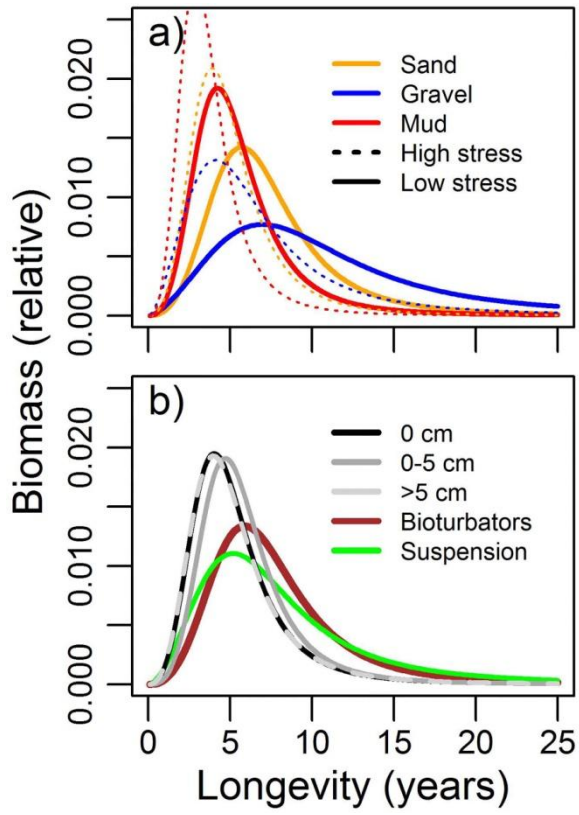 a)
Sand
Gravel
Mud
High stress
Low stress
0.020
0.010
0.000
b)
0 cm
0-5 cm
>5 cm
Bioturbators
Suspension
0.020
0.010
0.000
Biomass (relative)
0 5 10 15 20 25
Longevity (years)